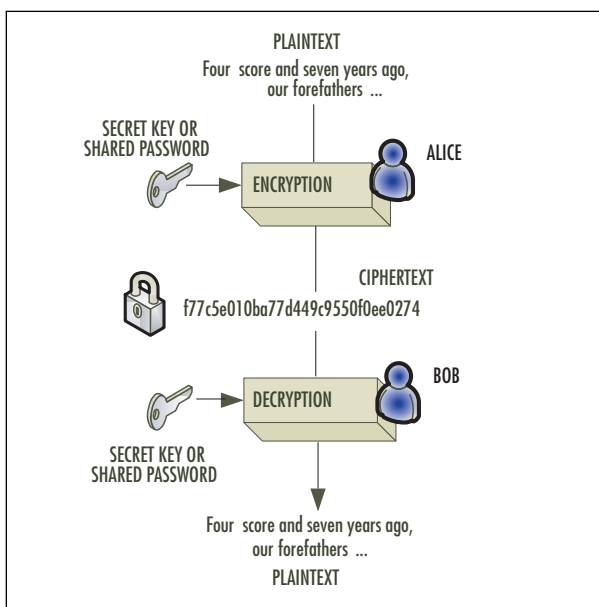 PLAINTEXT
Four score and seven years ago,
our forefathers ...
SECRET KEY OR
SHARED PASSWORD
ALICE
ENCRYPTION
CIPHERTEXT
f77c5e010ba77d449c9550f0ee0274
BOB
DECRYPTION
SECRET KEY OR
SHARED PASSWORD
Four score and seven years ago,
our forefathers ...
PLAINTEXT